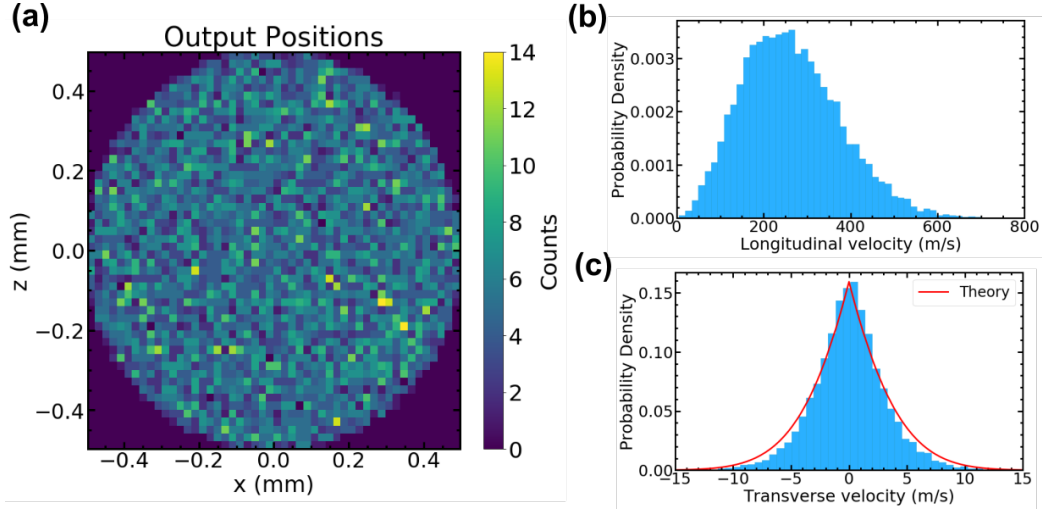 (a)
Output Positions
0.4
0.2
0.0
−0.2
−0.4
z (mm)
−0.4 −0.2 0.0 0.2 0.4
x (mm)
14
12
10
8
6
4
2
0
Counts
(b)
0.003
0.002
0.001
0.000
Probability Density
0 200 400 600 800
Longitudinal velocity (m/s)
(c)
0.15
0.10
0.05
0.00
Probability Density
Theory
−15 −10 −5 0 5 10 15
Transverse velocity (m/s)